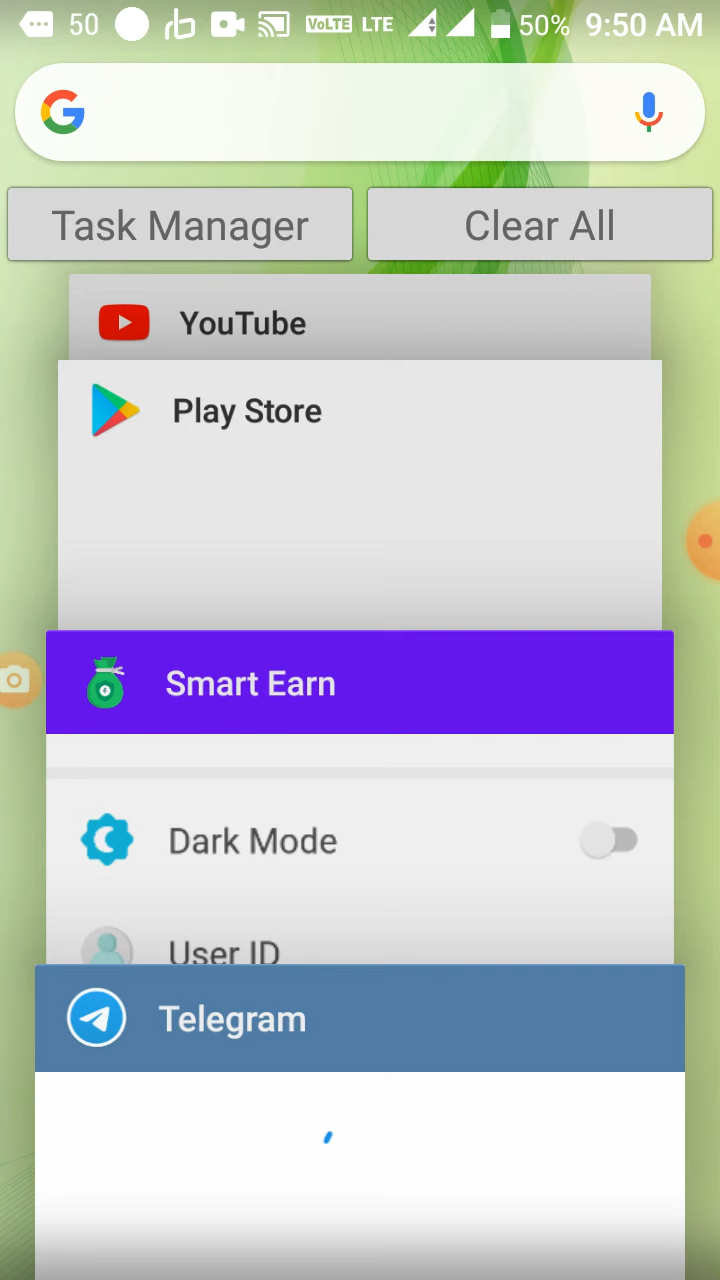 50 VoLTE LTE 50% 9:50 AM
Task Manager Clear All
YouTube
Play Store
Smart Earn
Dark Mode
User ID
Telegram